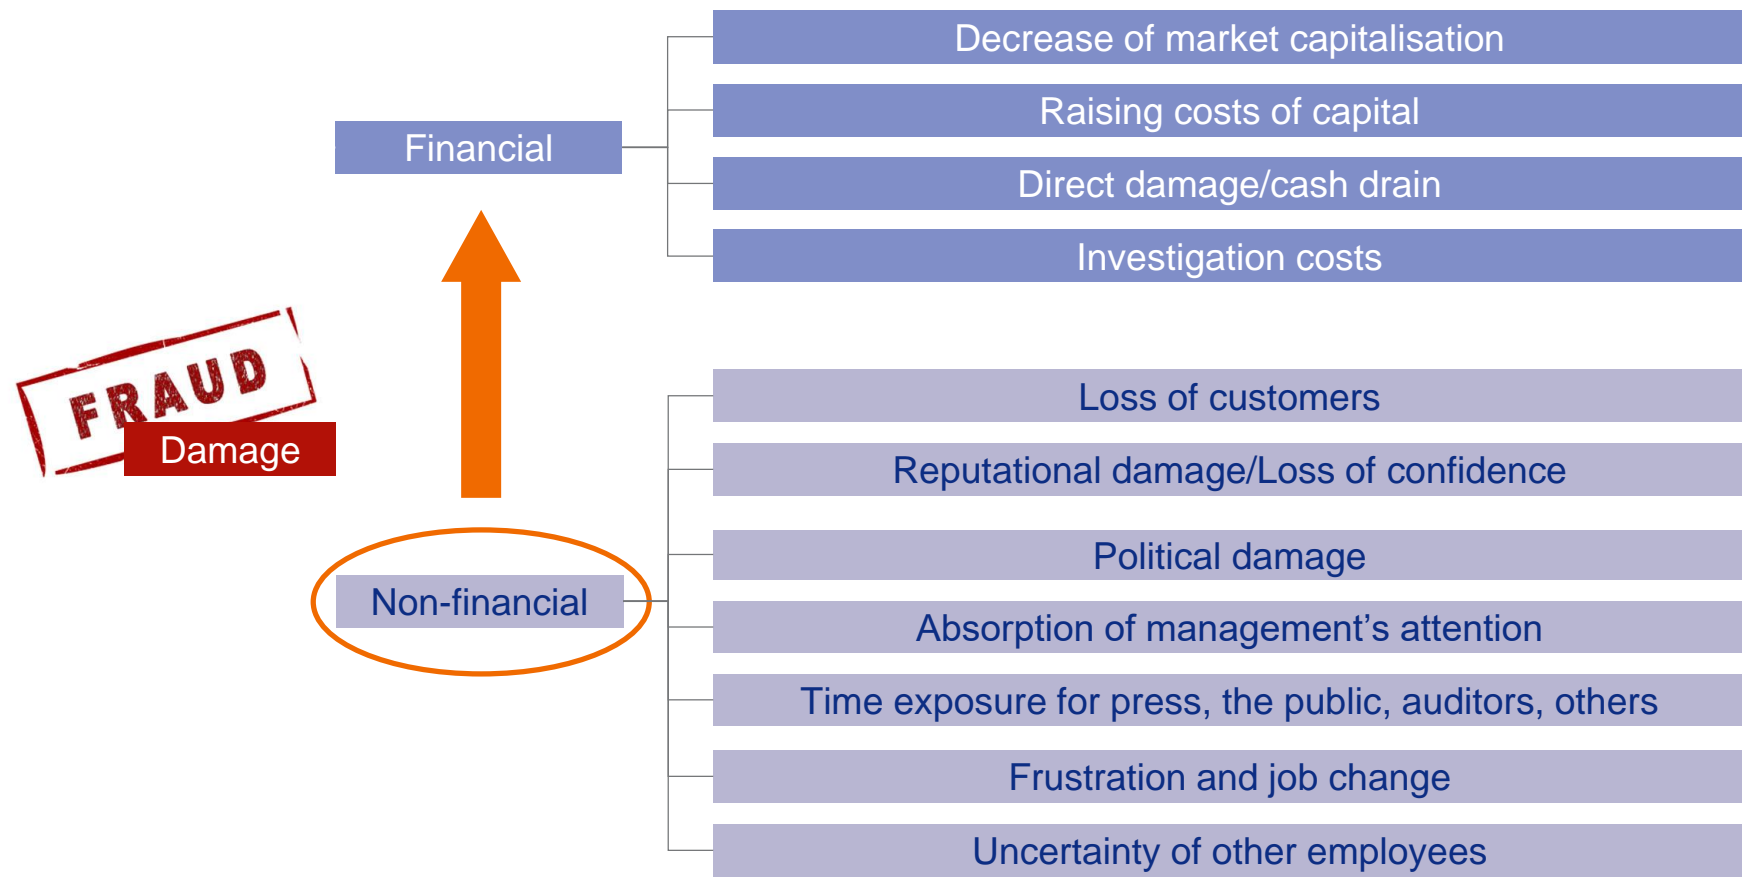 Decrease of market capitalisation
Raising costs of capital
Financial
Direct damage/cash drain
Investigation costs
FRAUD
Damage
Loss of customers
Reputational damage/Loss of confidence
Political damage
Non-financial
Absorption of management’s attention
Time exposure for press, the public, auditors, others
Frustration and job change
Uncertainty of other employees